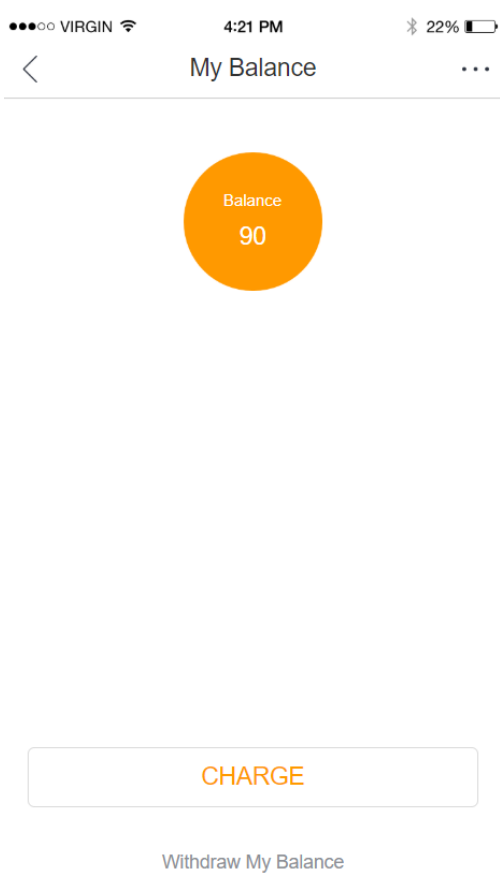 VIRGIN 4:21 PM 22%
My Balance
Balance
90
CHARGE
Withdraw My Balance